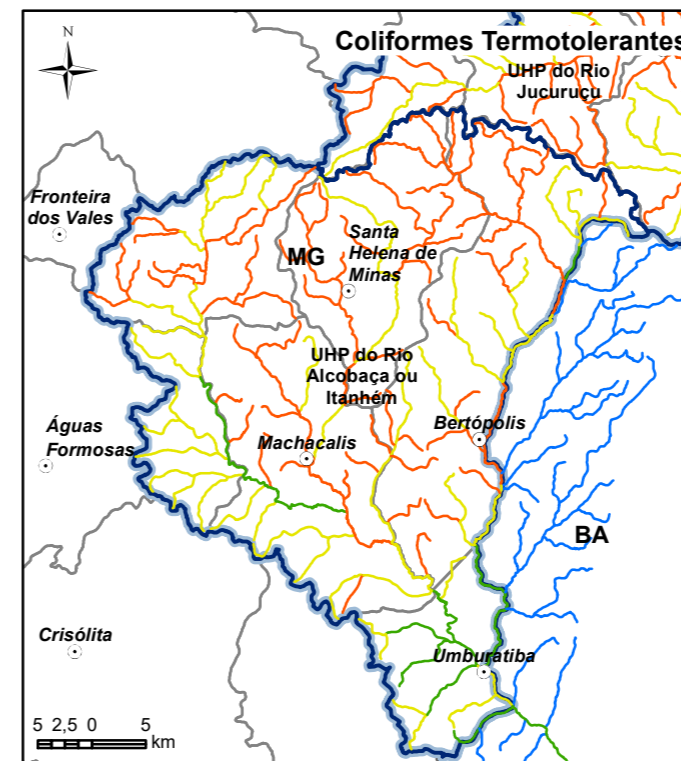 N
Coliformes Termotolerantes
UHP do Rio
Jucuruçu
Fronteira
dos Vales
Santa
Helena de
Minas
MG
UHP do Rio
Alcobaça ou
Itanhém
Águas
Formosas
Machacalis
Bertópolis
BA
Crisólita
Umburatiba
5 2,5 0 5
km